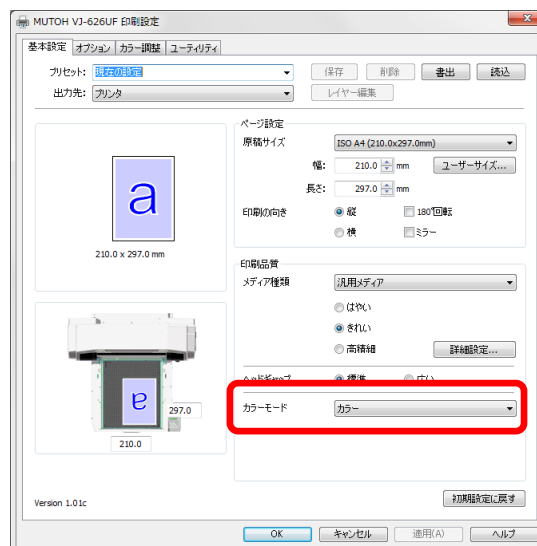 MUTOH VJ-626UF 印刷設定
基本設定 オプション カラー調整 ユーティリティ
プリセット: 現在の設定 保存 削除 書出 読込
出力先: プリンタ レイヤー編集
a
210.0 x 297.0 mm
a
297.0
210.0
ページ設定
原稿サイズ ISO A4 (210.0x297.0mm)
幅: 210.0 mm ユーザーサイズ...
長さ: 297.0 mm
印刷の向き 縦 180°回転
横 ミラー
印刷品質
メディア種類 汎用メディア
はやい
きれい
高精細 詳細設定...
ヘッドギャップ 標準 広い
カラーモード カラー
Version 1.01c 初期設定に戻す
OK キャンセル 適用(A) ヘルプ